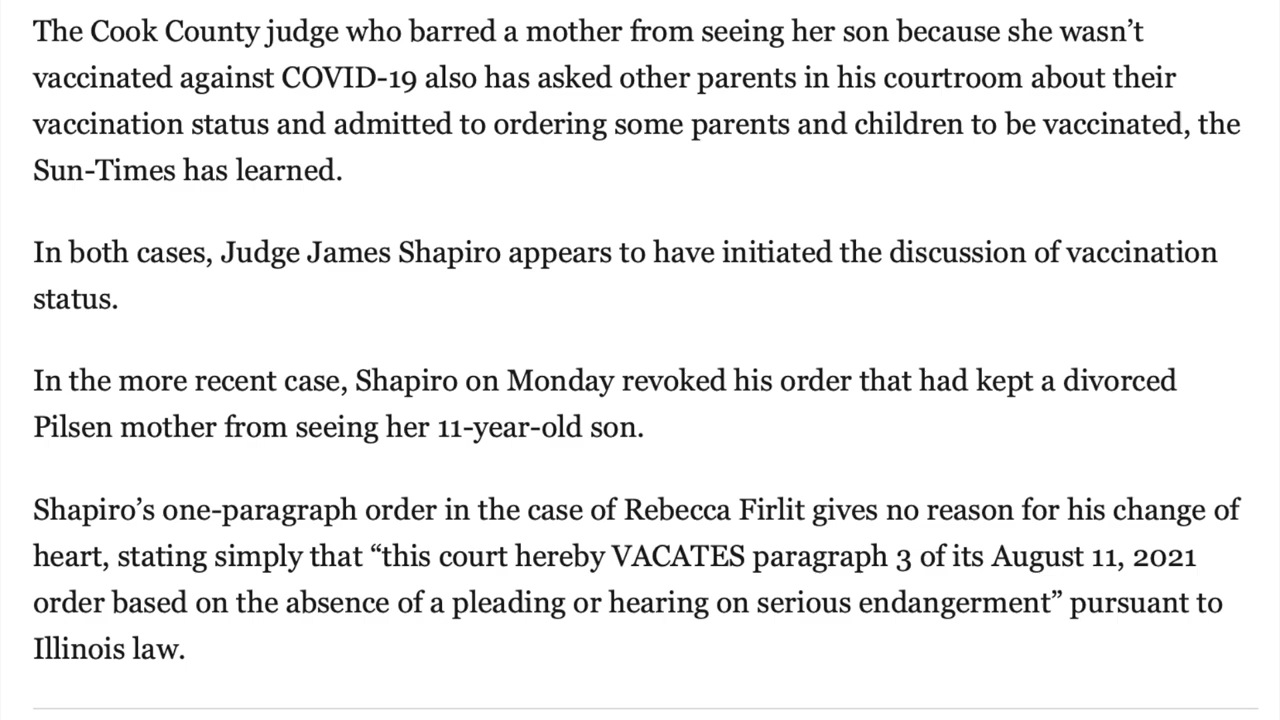 The Cook County judge who barred a mother from seeing her son because she wasn’t
vaccinated against COVID-19 also has asked other parents in his courtroom about their
vaccination status and admitted to ordering some parents and children to be vaccinated, the
Sun-Times has learned.
In both cases, Judge James Shapiro appears to have initiated the discussion of vaccination
status.
In the more recent case, Shapiro on Monday revoked his order that had kept a divorced
Pilsen mother from seeing her 11-year-old son.
Shapiro’s one-paragraph order in the case of Rebecca Firlit gives no reason for his change of
heart, stating simply that “this court hereby VACATES paragraph 3 of its August 11, 2021
order based on the absence of a pleading or hearing on serious endangerment” pursuant to
Illinois law.